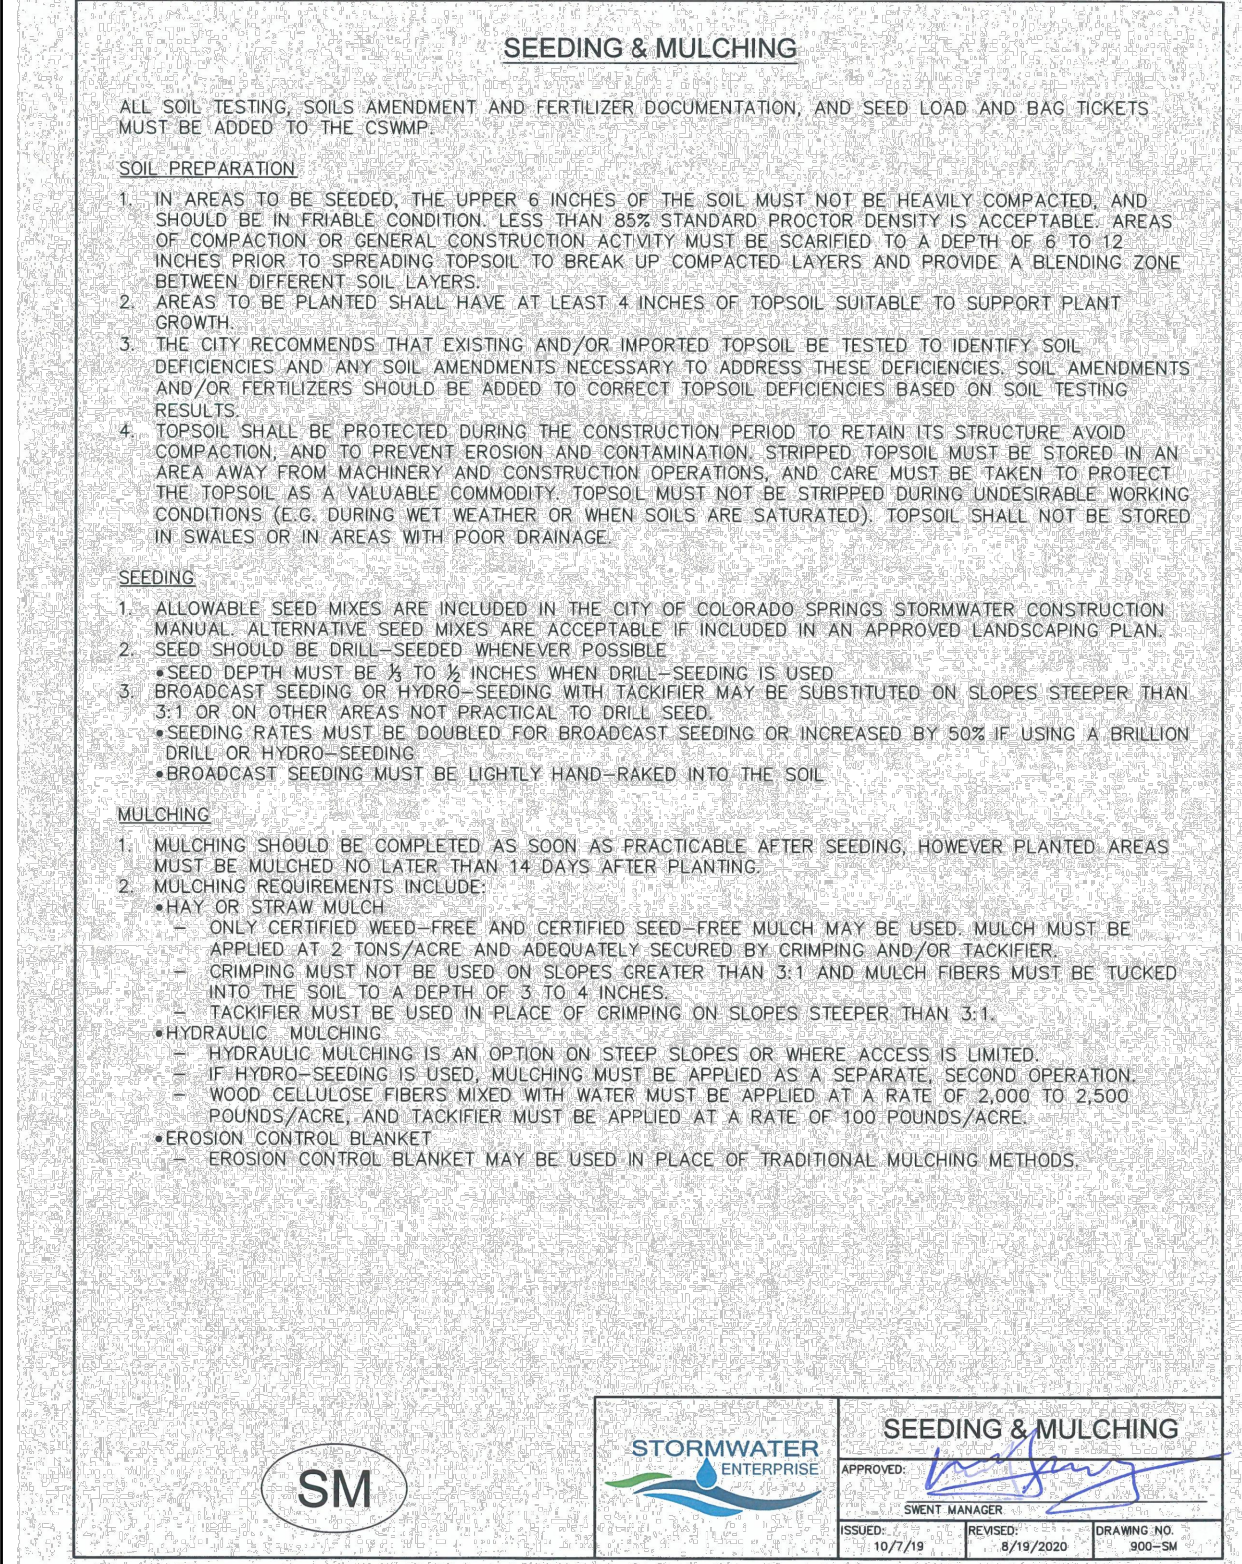 SEEDING & MULCHING
ALL SOIL TESTING, SOILS AMENDMENT AND FERTILIZER DOCUMENTATION, AND SEED LOAD AND BAG TICKETS
MUST BE ADDED TO THE CSWMP.
SOIL PREPARATION
1. IN AREAS TO BE SEEDED, THE UPPER 6 INCHES OF THE SOIL MUST NOT BE HEAVILY COMPACTED, AND
SHOULD BE IN FRIABLE CONDITION. LESS THAN 85% STANDARD PROCTOR DENSITY IS ACCEPTABLE. AREAS
OF COMPACTION OR GENERAL CONSTRUCTION ACTIVITY MUST BE SCARIFIED TO A DEPTH OF 6 TO 12
INCHES PRIOR TO SPREADING TOPSOIL TO BREAK UP COMPACTED LAYERS AND PROVIDE A BLENDING ZONE
BETWEEN DIFFERENT SOIL LAYERS.
2. AREAS TO BE PLANTED SHALL HAVE AT LEAST 4 INCHES OF TOPSOIL SUITABLE TO SUPPORT PLANT
GROWTH.
3. THE CITY RECOMMENDS THAT EXISTING AND/OR IMPORTED TOPSOIL BE TESTED TO IDENTIFY SOIL
DEFICIENCIES AND ANY SOIL AMENDMENTS NECESSARY TO ADDRESS THESE DEFICIENCIES. SOIL AMENDMENTS
AND/OR FERTILIZERS SHOULD BE ADDED TO CORRECT TOPSOIL DEFICIENCIES BASED ON SOIL TESTING
RESULTS.
4. TOPSOIL SHALL BE PROTECTED DURING THE CONSTRUCTION PERIOD TO RETAIN ITS STRUCTURE AVOID
COMPACTION, AND TO PREVENT EROSION AND CONTAMINATION. STRIPPED TOPSOIL MUST BE STORED IN AN
AREA AWAY FROM MACHINERY AND CONSTRUCTION OPERATIONS, AND CARE MUST BE TAKEN TO PROTECT
THE TOPSOIL AS A VALUABLE COMMODITY. TOPSOIL MUST NOT BE STRIPPED DURING UNDESIRABLE WORKING
CONDITIONS (E.G. DURING WET WEATHER OR WHEN SOILS ARE SATURATED). TOPSOIL SHALL NOT BE STORED
IN SWALES OR IN AREAS WITH POOR DRAINAGE.
SEEDING
1. ALLOWABLE SEED MIXES ARE INCLUDED IN THE CITY OF COLORADO SPRINGS STORMWATER CONSTRUCTION
MANUAL. ALTERNATIVE SEED MIXES ARE ACCEPTABLE IF INCLUDED IN AN APPROVED LANDSCAPING PLAN.
2. SEED SHOULD BE DRILL-SEEDED WHENEVER POSSIBLE
•SEED DEPTH MUST BE ⅓ TO ½ INCHES WHEN DRILL-SEEDING IS USED
3. BROADCAST SEEDING OR HYDRO-SEEDING WITH TACKIFIER MAY BE SUBSTITUTED ON SLOPES STEEPER THAN
3:1 OR ON OTHER AREAS NOT PRACTICAL TO DRILL SEED.
•SEEDING RATES MUST BE DOUBLED FOR BROADCAST SEEDING OR INCREASED BY 50% IF USING A BRILLION
DRILL OR HYDRO-SEEDING
•BROADCAST SEEDING MUST BE LIGHTLY HAND-RAKED INTO THE SOIL
MULCHING
1. MULCHING SHOULD BE COMPLETED AS SOON AS PRACTICABLE AFTER SEEDING, HOWEVER PLANTED AREAS
MUST BE MULCHED NO LATER THAN 14 DAYS AFTER PLANTING.
2. MULCHING REQUIREMENTS INCLUDE:
•HAY OR STRAW MULCH
– ONLY CERTIFIED WEED-FREE AND CERTIFIED SEED-FREE MULCH MAY BE USED. MULCH MUST BE
APPLIED AT 2 TONS/ACRE AND ADEQUATELY SECURED BY CRIMPING AND/OR TACKIFIER.
– CRIMPING MUST NOT BE USED ON SLOPES GREATER THAN 3:1 AND MULCH FIBERS MUST BE TUCKED
INTO THE SOIL TO A DEPTH OF 3 TO 4 INCHES.
– TACKIFIER MUST BE USED IN PLACE OF CRIMPING ON SLOPES STEEPER THAN 3:1.
•HYDRAULIC MULCHING
– HYDRAULIC MULCHING IS AN OPTION ON STEEP SLOPES OR WHERE ACCESS IS LIMITED.
– IF HYDRO-SEEDING IS USED, MULCHING MUST BE APPLIED AS A SEPARATE, SECOND OPERATION.
– WOOD CELLULOSE FIBERS MIXED WITH WATER MUST BE APPLIED AT A RATE OF 2,000 TO 2,500
POUNDS/ACRE, AND TACKIFIER MUST BE APPLIED AT A RATE OF 100 POUNDS/ACRE.
•EROSION CONTROL BLANKET
– EROSION CONTROL BLANKET MAY BE USED IN PLACE OF TRADITIONAL MULCHING METHODS.
SM
STORMWATER
ENTERPRISE
SEEDING & MULCHING
APPROVED:
SWENT MANAGER
ISSUED:
10/7/19
REVISED:
8/19/2020
DRAWING NO.
900-SM